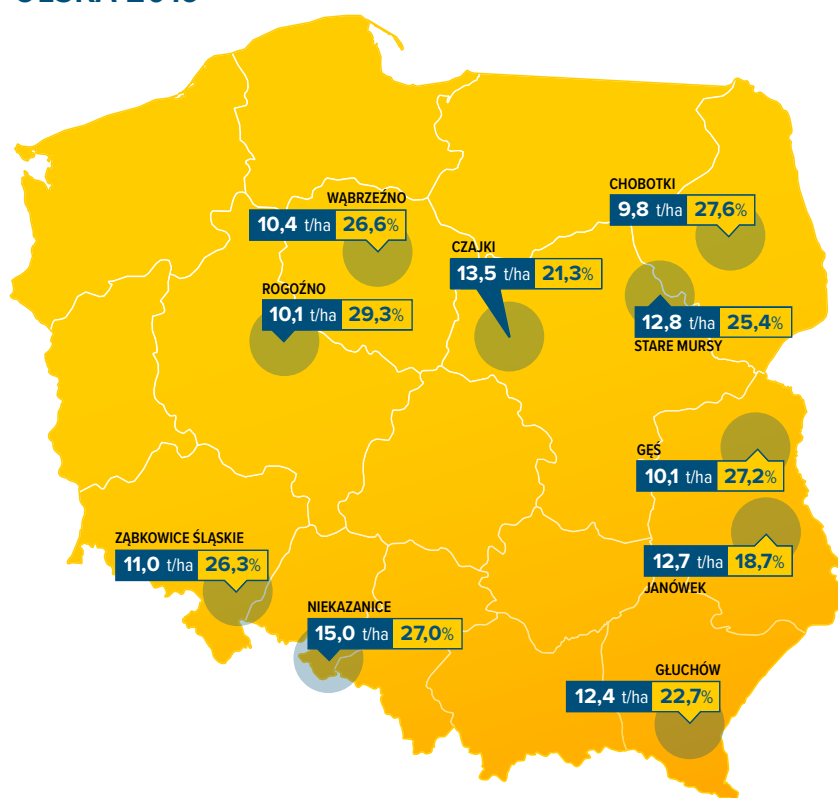 CHOBOTKI
9,8 t/ha 27,6%
WĄBRZEŹNO
10,4 t/ha 26,6%
CZAJKI
13,5 t/ha 21,3%
ROGOŹNO
10,1 t/ha 29,3%
12,8 t/ha 25,4%
STARE MURSY
GĘŚ
10,1 t/ha 27,2%
ZĄBKOWICE ŚLĄSKIE
11,0 t/ha 26,3%
12,7 t/ha 18,7%
JANÓWEK
NIEKAZANICE
15,0 t/ha 27,0%
GŁUCHÓW
12,4 t/ha 22,7%